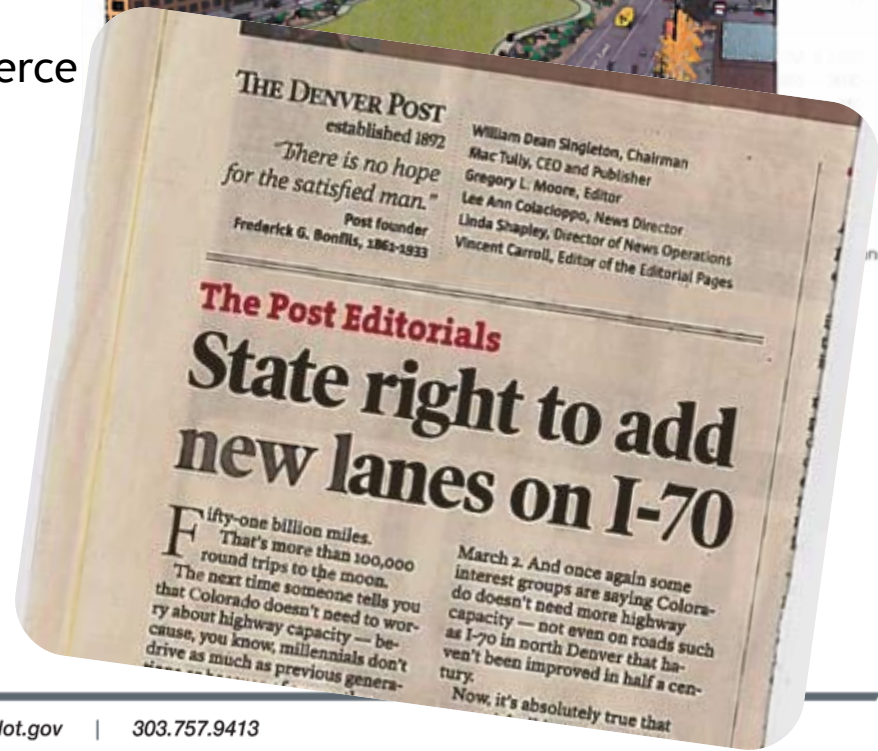 erce
THE DENVER POST
established 1892
"There is no hope
for the satisfied man."
Post founder
Frederick G. Bonfils, 1861-1933
William Dean Singleton, Chairman
Mac Tully, CEO and Publisher
Gregory L. Moore, Editor
Lee Ann Colacioppo, News Director
Linda Shapley, Director of News Operations
Vincent Carroll, Editor of the Editorial Pages
The Post Editorials
State right to add
new lanes on I-70
Fifty-one billion miles.
That's more than 100,000
round trips to the moon.
The next time someone tells you
that Colorado doesn't need to wor-
ry about highway capacity — be-
cause, you know, millennials don't
drive as much as previous genera-
March 2. And once again some
interest groups are saying Colora-
do doesn't need more highway
capacity — not even on roads such
as I-70 in north Denver that ha-
ven't been improved in half a cen-
tury.
Now, it's absolutely true that
lot.gov | 303.757.9413